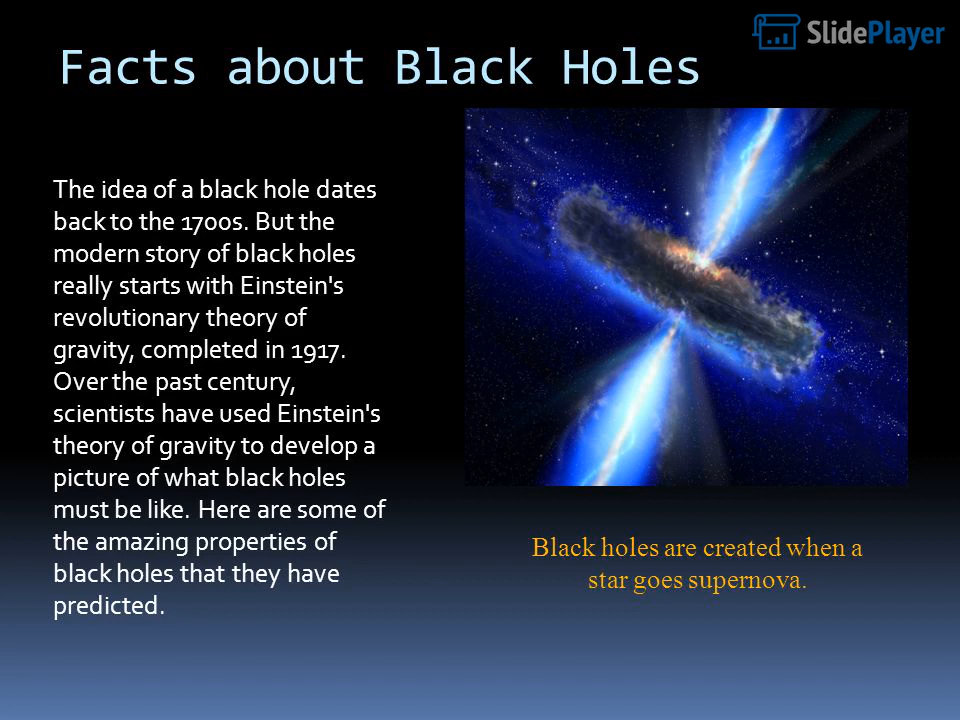 SlidePlayer
Facts about Black Holes
The idea of a black hole dates
back to the 1700s. But the
modern story of black holes
really starts with Einstein's
revolutionary theory of
gravity, completed in 1917.
Over the past century,
scientists have used Einstein's
theory of gravity to develop a
picture of what black holes
must be like. Here are some of
the amazing properties of
black holes that they have
predicted.
Black holes are created when a
star goes supernova.